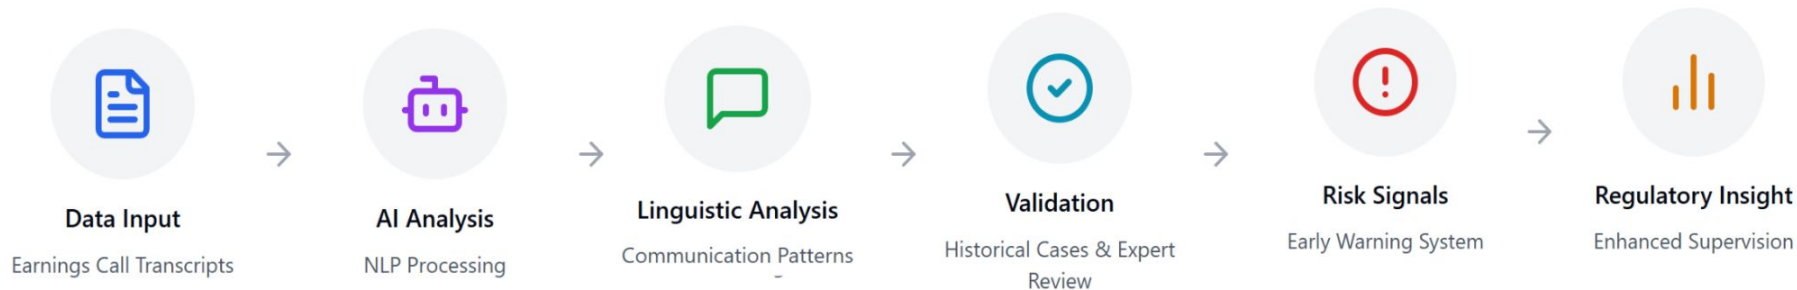 Data Input
Earnings Call Transcripts
AI Analysis
NLP Processing
Linguistic Analysis
Communication Patterns
Validation
Historical Cases & Expert
Review
Risk Signals
Early Warning System
Regulatory Insight
Enhanced Supervision